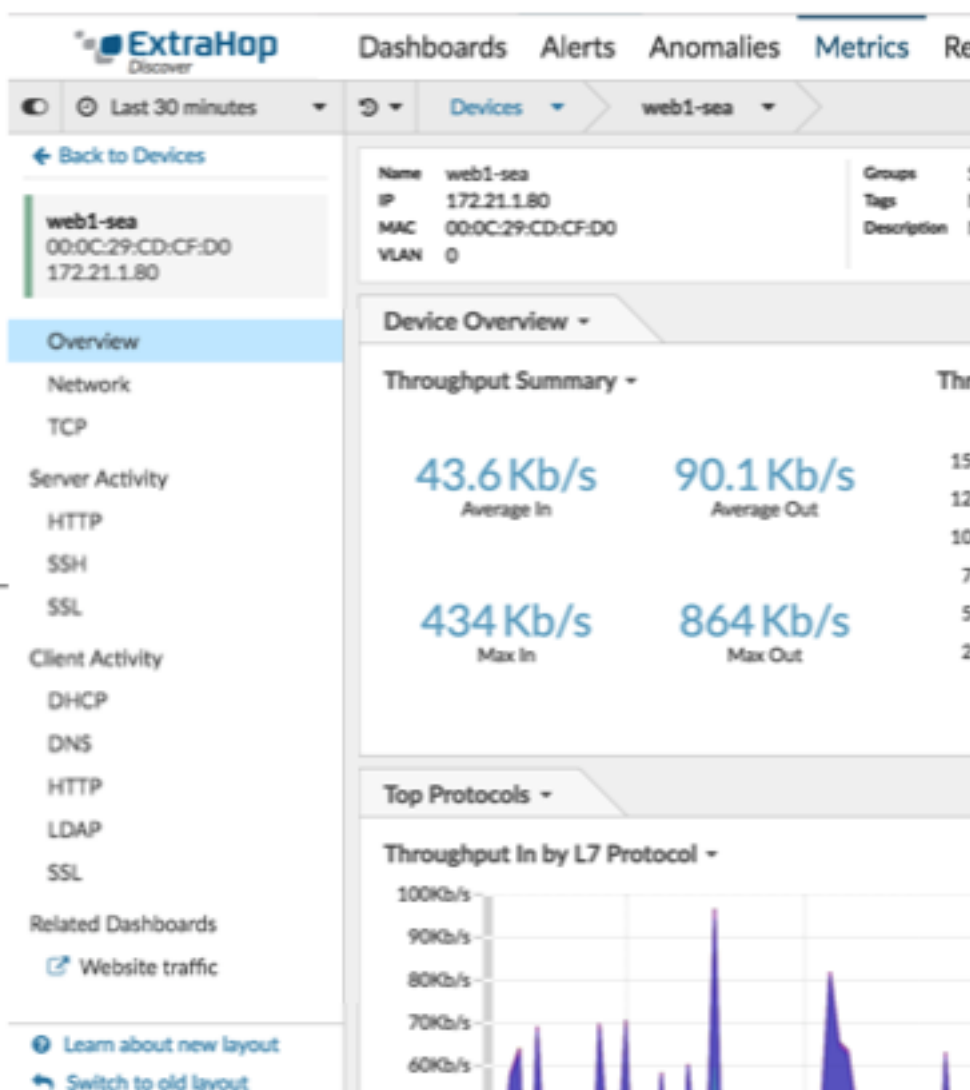 ExtraHop
Discover
Dashboards Alerts Anomalies Metrics
Last 30 minutes
Devices web1-sea
Back to Devices
web1-sea
00:0C:29:CD:CF:D0
172.21.1.80
Overview
Network
TCP
Server Activity
HTTP
SSH
SSL
Client Activity
DHCP
DNS
HTTP
LDAP
SSL
Related Dashboards
Website traffic
Learn about new layout
Switch to old layout
Name web1-sea
IP 172.21.1.80
MAC 00:0C:29:CD:CF:D0
VLAN 0
Groups
Tags
Description
Device Overview
Throughput Summary
43.6 Kb/s
Average In
90.1 Kb/s
Average Out
434 Kb/s
Max In
864 Kb/s
Max Out
Top Protocols
Throughput In by L7 Protocol
100Kb/s
90Kb/s
80Kb/s
70Kb/s
60Kb/s